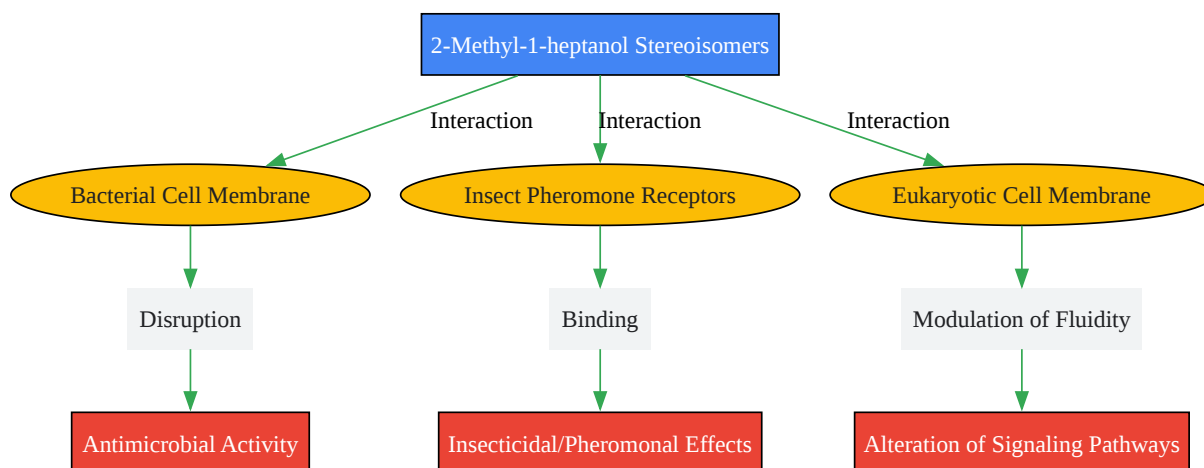 2-Methyl-1-heptanol Stereoisomers
Interaction
Interaction
Interaction
Bacterial Cell Membrane
Insect Pheromone Receptors
Eukaryotic Cell Membrane
Disruption
Binding
Modulation of Fluidity
Antimicrobial Activity
Insecticidal/Pheromonal Effects
Alteration of Signaling Pathways